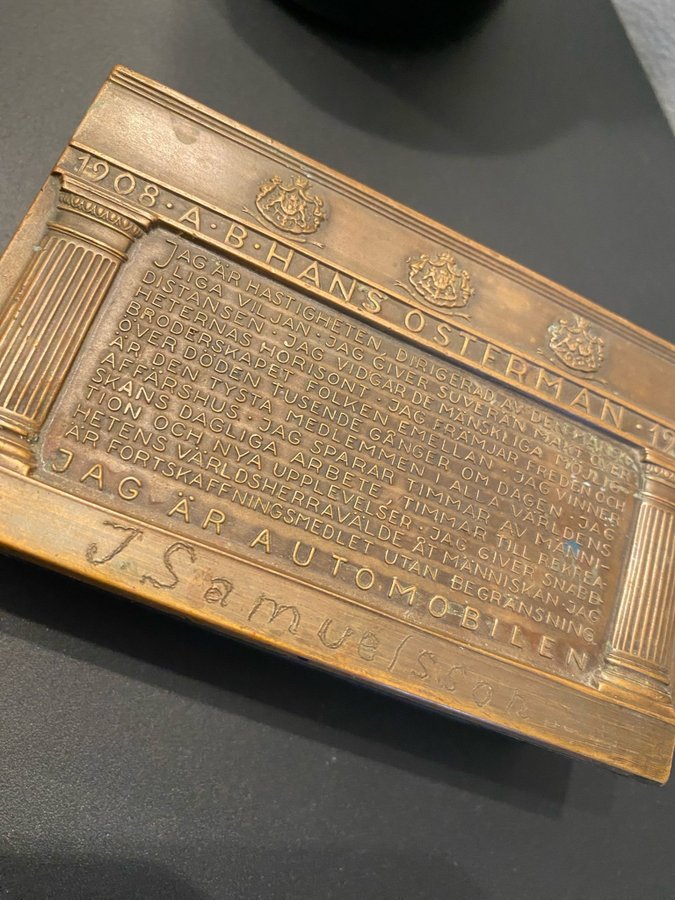 1908 · A · B · HANS OSTERMAN · 19
JAG ÄR HASTIGHETEN, DIRIGERAD AV DEN MÄNSK-
LIGA VILJAN · JAG GIVER SUVERÄN MAKT ÖVER
DISTANSEN · JAG VIDGAR DE MÄNSKLIGA MÖJLIG-
HETERNAS HORISONT · JAG FRÄMJAR FREDEN OCH
BRODERSKAPET FOLKEN EMELLAN · JAG VINNER
ÖVER DÖDEN TUSENDE GÅNGER OM DAGEN · JAG
ÄR DEN TYSTA MEDLEMMEN I ALLA VÄRLDENS
AFFÄRSHUS · JAG SPARAR TIMMAR AV MÄNNI-
SKANS DAGLIGA ARBETE, TIMMAR TILL REKREA-
TION OCH NYA UPPLEVELSER · JAG GIVER SNABB-
HETENS VÄRLDSHERRAVÄLDE ÅT MÄNNISKAN · JAG
ÄR FORTSKAFFNINGSMEDLET UTAN BEGRÄNSNING
JAG ÄR AUTOMOBILEN
J Samuelsson